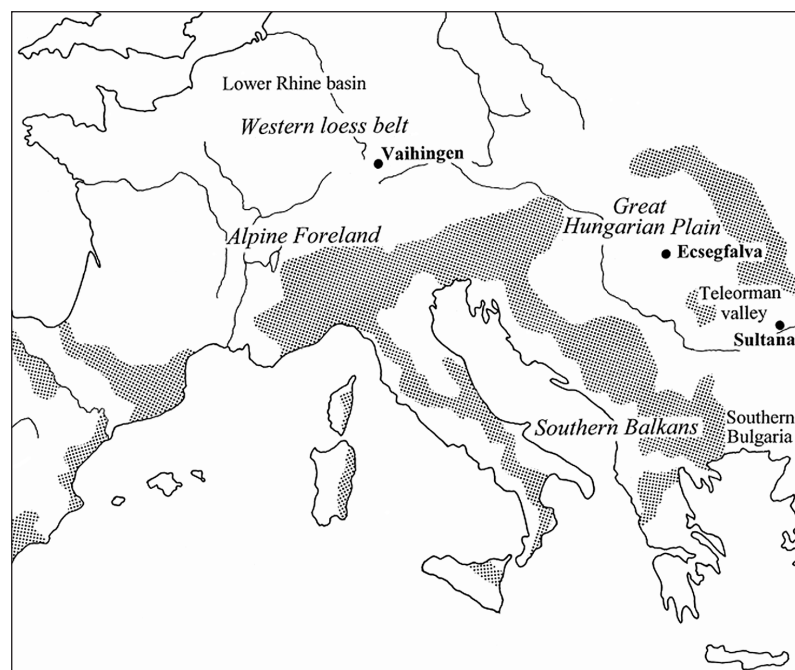 Lower Rhine basin
Western loess belt
Vaihingen
Great
Hungarian Plain
Alpine Foreland
Ecsegfalva
Teleorman
valley
Sultana
Southern Balkans
Southern
Bulgaria